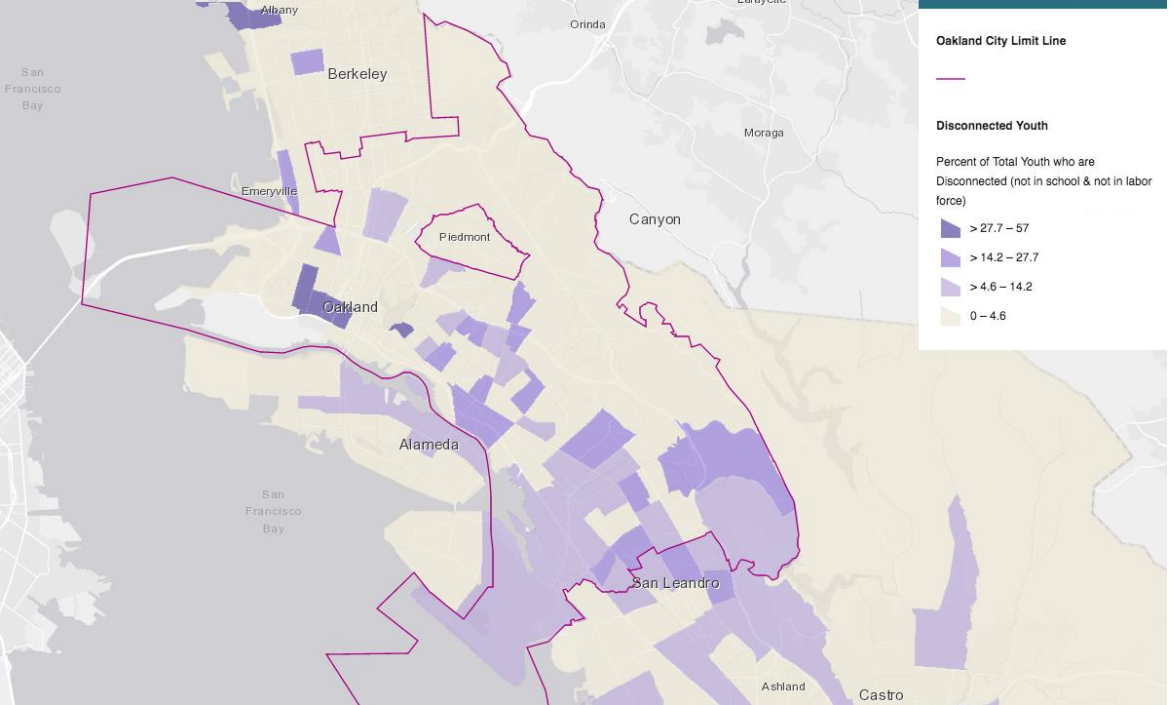 Albany
Orinda
Lafayette
San
Francisco
Bay
Berkeley
Moraga
Emeryville
Canyon
Piedmont
Oakland
Alameda
San
Francisco
Bay
San Leandro
Ashland
Castro
Oakland City Limit Line
Disconnected Youth
Percent of Total Youth who are
Disconnected (not in school & not in labor
force)
> 27.7 – 57
> 14.2 – 27.7
> 4.6 – 14.2
0 – 4.6